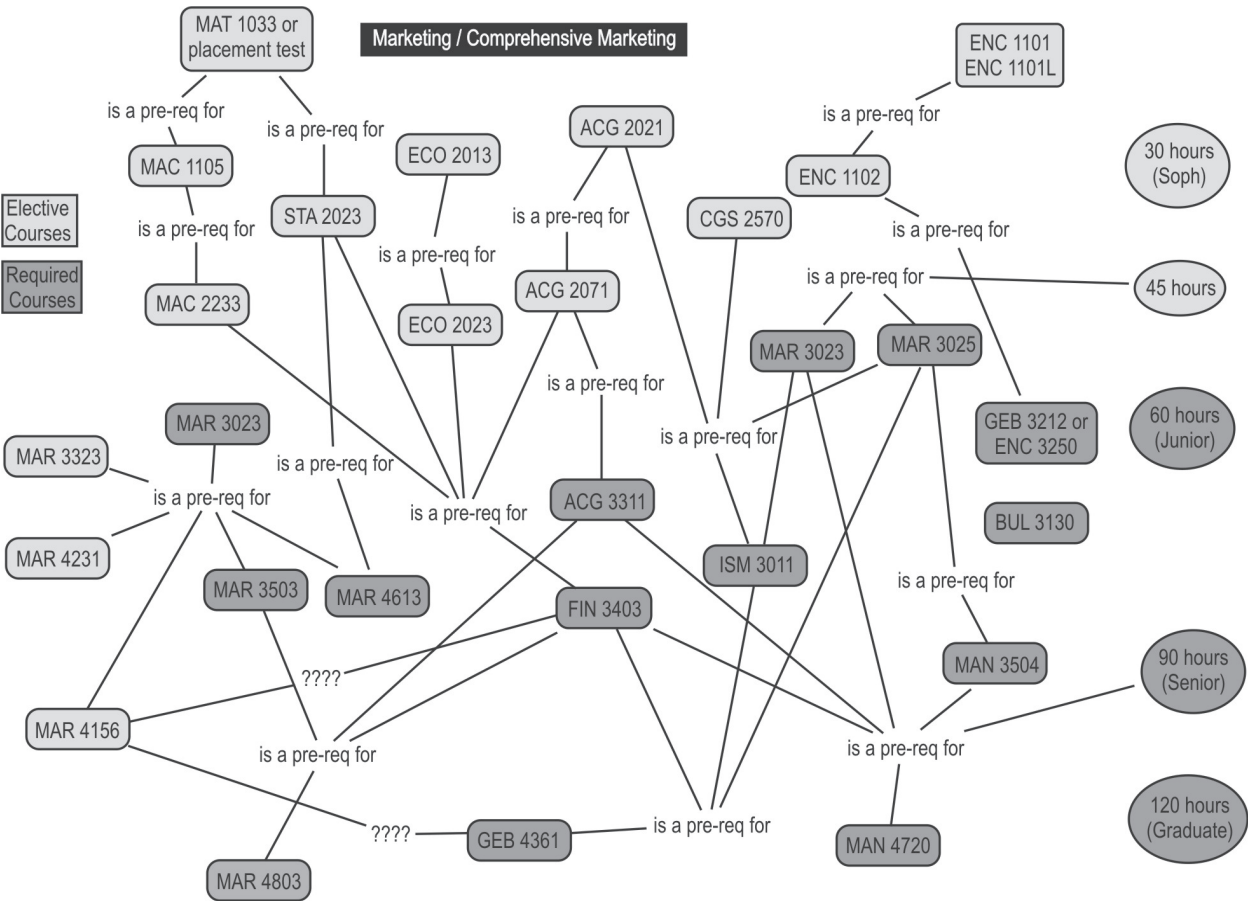 MAT 1033 or
placement test
Marketing / Comprehensive Marketing
ENC 1101
ENC 1101L
is a pre-req for
is a pre-req for
ACG 2021
is a pre-req for
30 hours
(Soph)
MAC 1105
ECO 2013
ENC 1102
Elective
Courses
STA 2023
is a pre-req for
CGS 2570
is a pre-req for
is a pre-req for
is a pre-req for
is a pre-req for
Required
Courses
MAC 2233
ACG 2071
45 hours
ECO 2023
MAR 3023
MAR 3025
is a pre-req for
MAR 3023
GEB 3212 or
ENC 3250
60 hours
(Junior)
MAR 3323
is a pre-req for
is a pre-req for
is a pre-req for
is a pre-req for
ACG 3311
BUL 3130
MAR 4231
ISM 3011
MAR 3503
MAR 4613
FIN 3403
is a pre-req for
????
MAN 3504
90 hours
(Senior)
MAR 4156
is a pre-req for
is a pre-req for
????
GEB 4361
is a pre-req for
MAN 4720
120 hours
(Graduate)
MAR 4803